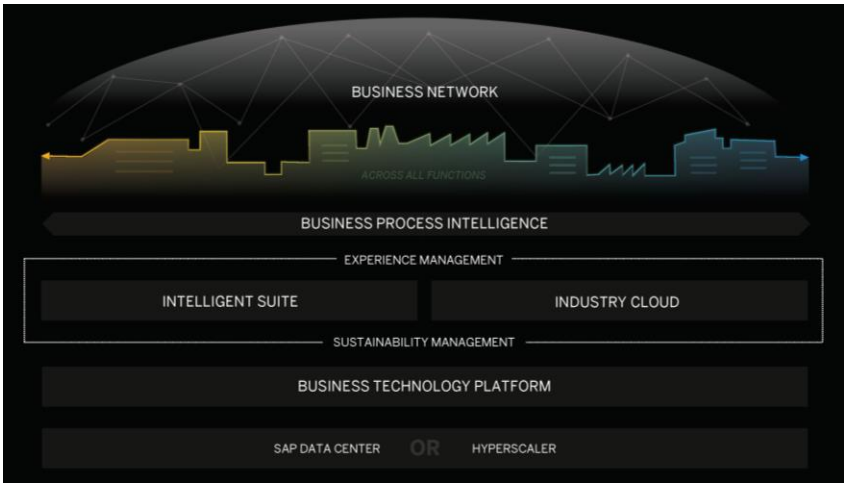 BUSINESS NETWORK
ACROSS ALL FUNCTIONS
BUSINESS PROCESS INTELLIGENCE
EXPERIENCE MANAGEMENT
INTELLIGENT SUITE
INDUSTRY CLOUD
SUSTAINABILITY MANAGEMENT
BUSINESS TECHNOLOGY PLATFORM
SAP DATA CENTER OR HYPERSCALER